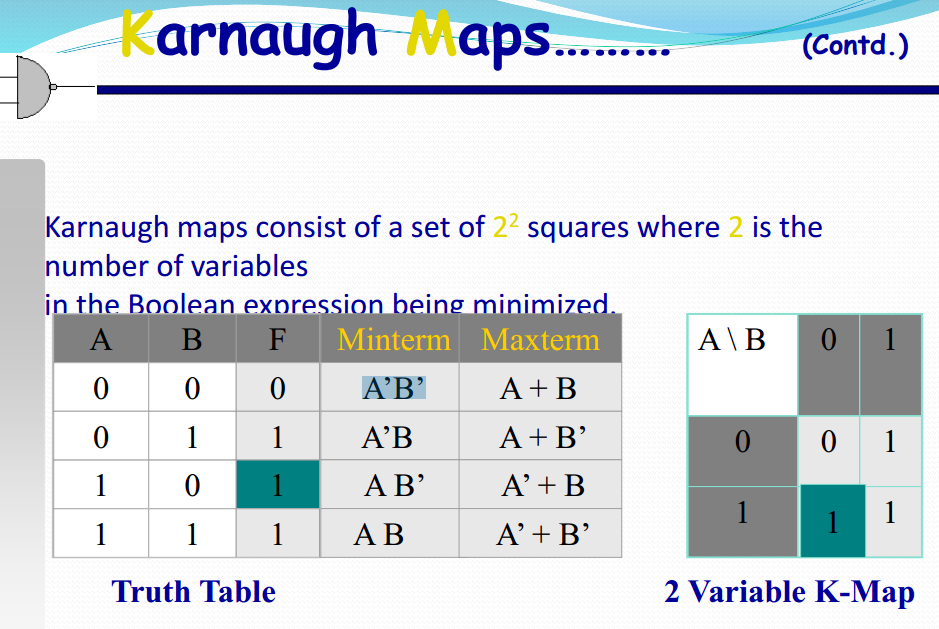 Karnaugh Maps.......... (Contd.)
Karnaugh maps consist of a set of 2² squares where 2 is the
number of variables
in the Boolean expression being minimized.
A B F Minterm Maxterm
0 0 0 A’B’ A + B
0 1 1 A’B A + B’
1 0 1 A B’ A’ + B
1 1 1 A B A’ + B’
Truth Table
A \ B 0 1
0 0 1
1 1 1
2 Variable K-Map